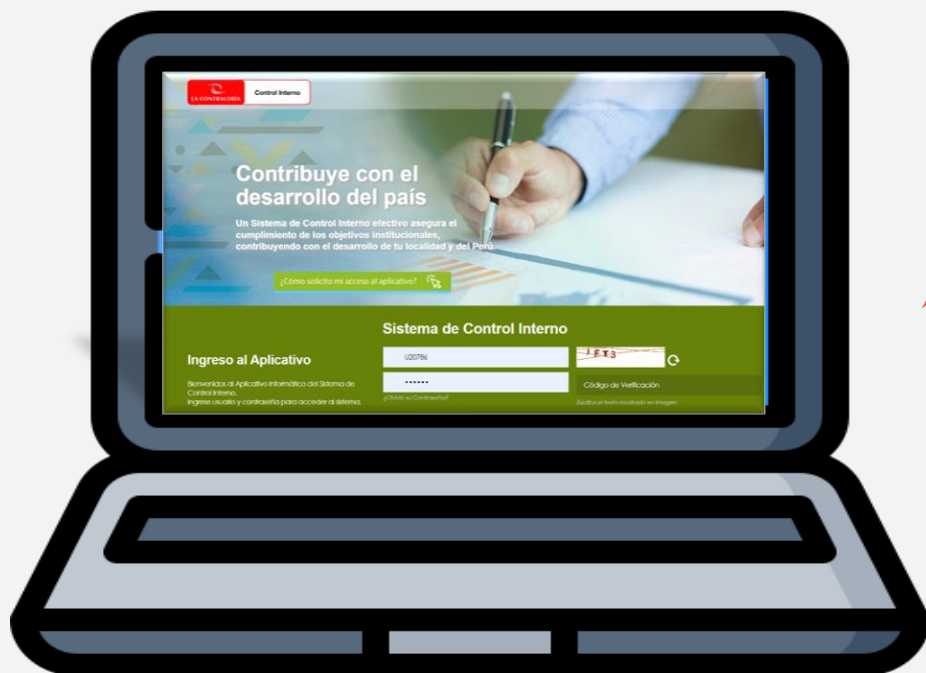 LA CONTRALORÍA
Control Interno
Contribuye con el
desarrollo del país
Un Sistema de Control Interno efectivo asegura el
cumplimiento de los objetivos institucionales,
contribuyendo con el desarrollo de tu localidad y del Perú
¿Cómo solicito mi acceso al aplicativo?
Sistema de Control Interno
Ingreso al Aplicativo
Bienvenidos al Aplicativo Informático del Sistema de
Control Interno.
Ingrese usuario y contraseña para acceder al sistema.
U20786
••••••
¿Olvidó su Contraseña?
Código de Verificación
Escriba el texto mostrado en imagen